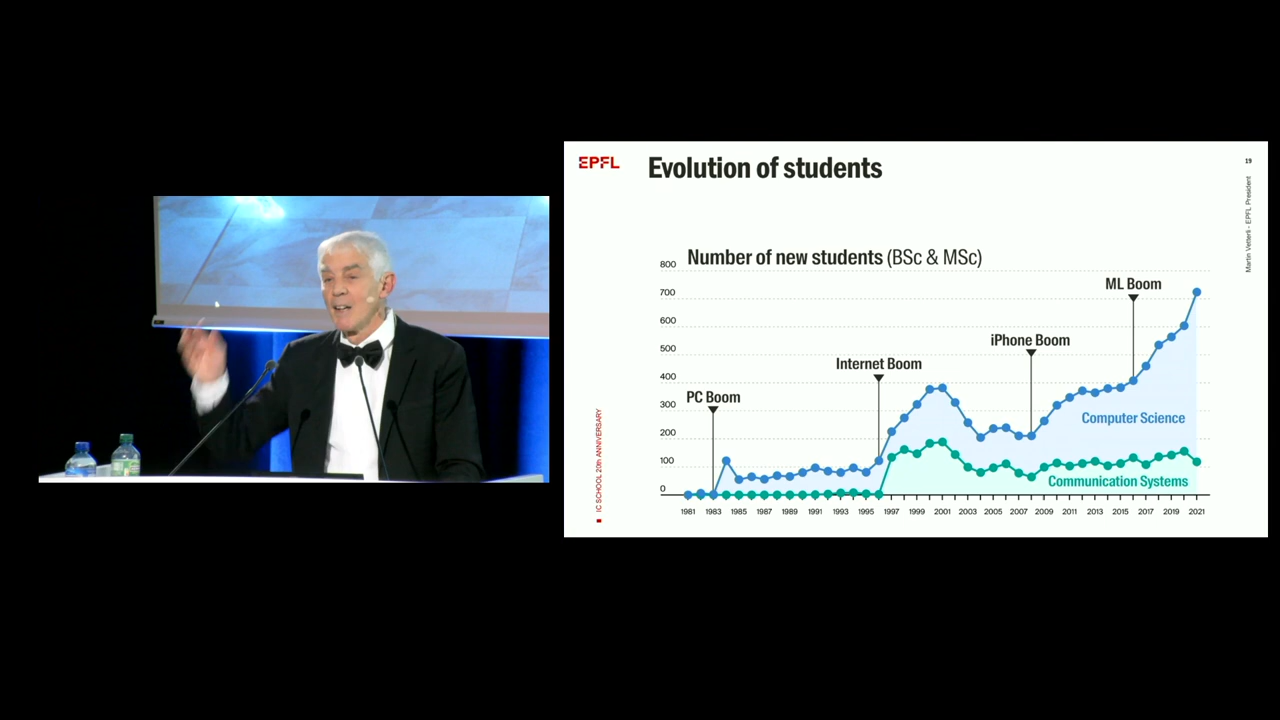 EPFL
Evolution of students
19
Martin Vetterli - EPFL President
IC SCHOOL 20th ANNIVERSARY
Number of new students (BSc & MSc)
800
700
600
500
400
300
200
100
0
PC Boom
Internet Boom
iPhone Boom
ML Boom
Computer Science
Communication Systems
1981 1983 1985 1987 1989 1991 1993 1995 1997 1999 2001 2003 2005 2007 2009 2011 2013 2015 2017 2019 2021